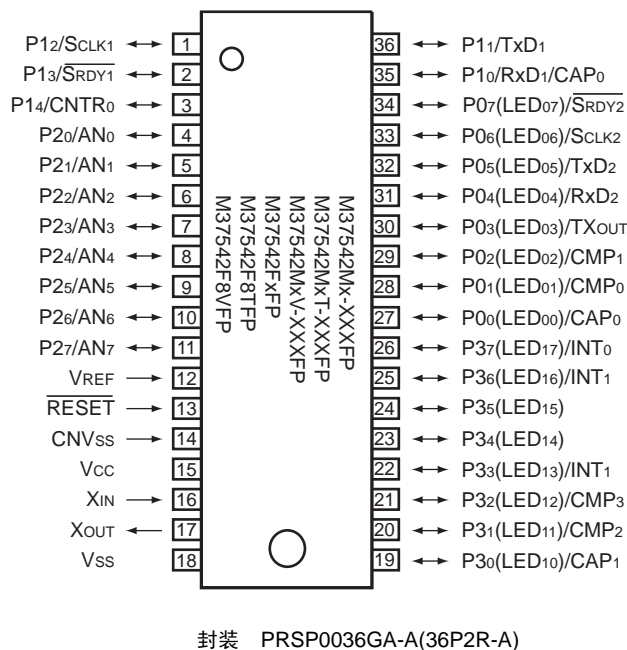 P12/SCLK1 1 36 P11/TxD1
P13/SRDY1 2 35 P10/RxD1/CAP0
P14/CNTR0 3 34 P07(LED07)/SRDY2
P20/AN0 4 33 P06(LED06)/SCLK2
P21/AN1 5 32 P05(LED05)/TxD2
P22/AN2 6 31 P04(LED04)/RxD2
P23/AN3 7 30 P03(LED03)/TXOUT
P24/AN4 8 29 P02(LED02)/CMP1
P25/AN5 9 28 P01(LED01)/CMP0
P26/AN6 10 27 P00(LED00)/CAP0
P27/AN7 11 26 P37(LED17)/INT0
VREF 12 25 P36(LED16)/INT1
RESET 13 24 P35(LED15)
CNVSS 14 23 P34(LED14)
VCC 15 22 P33(LED13)/INT1
XIN 16 21 P32(LED12)/CMP3
XOUT 17 20 P31(LED11)/CMP2
VSS 18 19 P30(LED10)/CAP1
M37542Mx-XXXFP
M37542MxT-XXXFP
M37542MxV-XXXFP
M37542FxFP
M37542F8TFP
M37542F8VFP
封装 PRSP0036GA-A(36P2R-A)